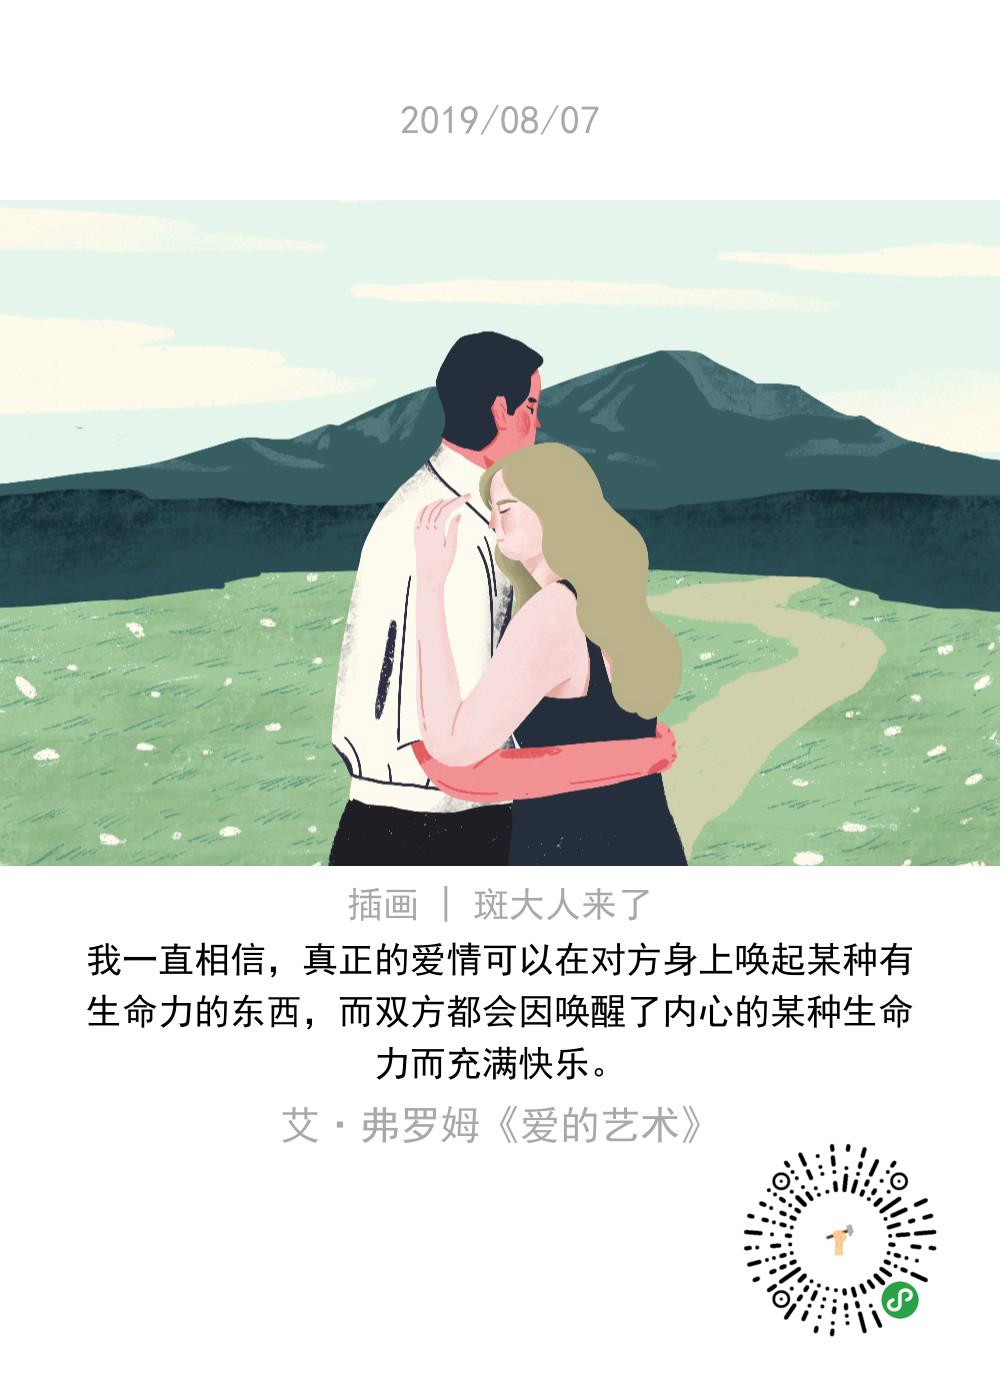 2019/08/07
插画 | 斑大人来了
我一直相信，真正的爱情可以在对方身上唤起某种有
生命力的东西，而双方都会因唤醒了内心的某种生命
力而充满快乐。
艾·弗罗姆《爱的艺术》